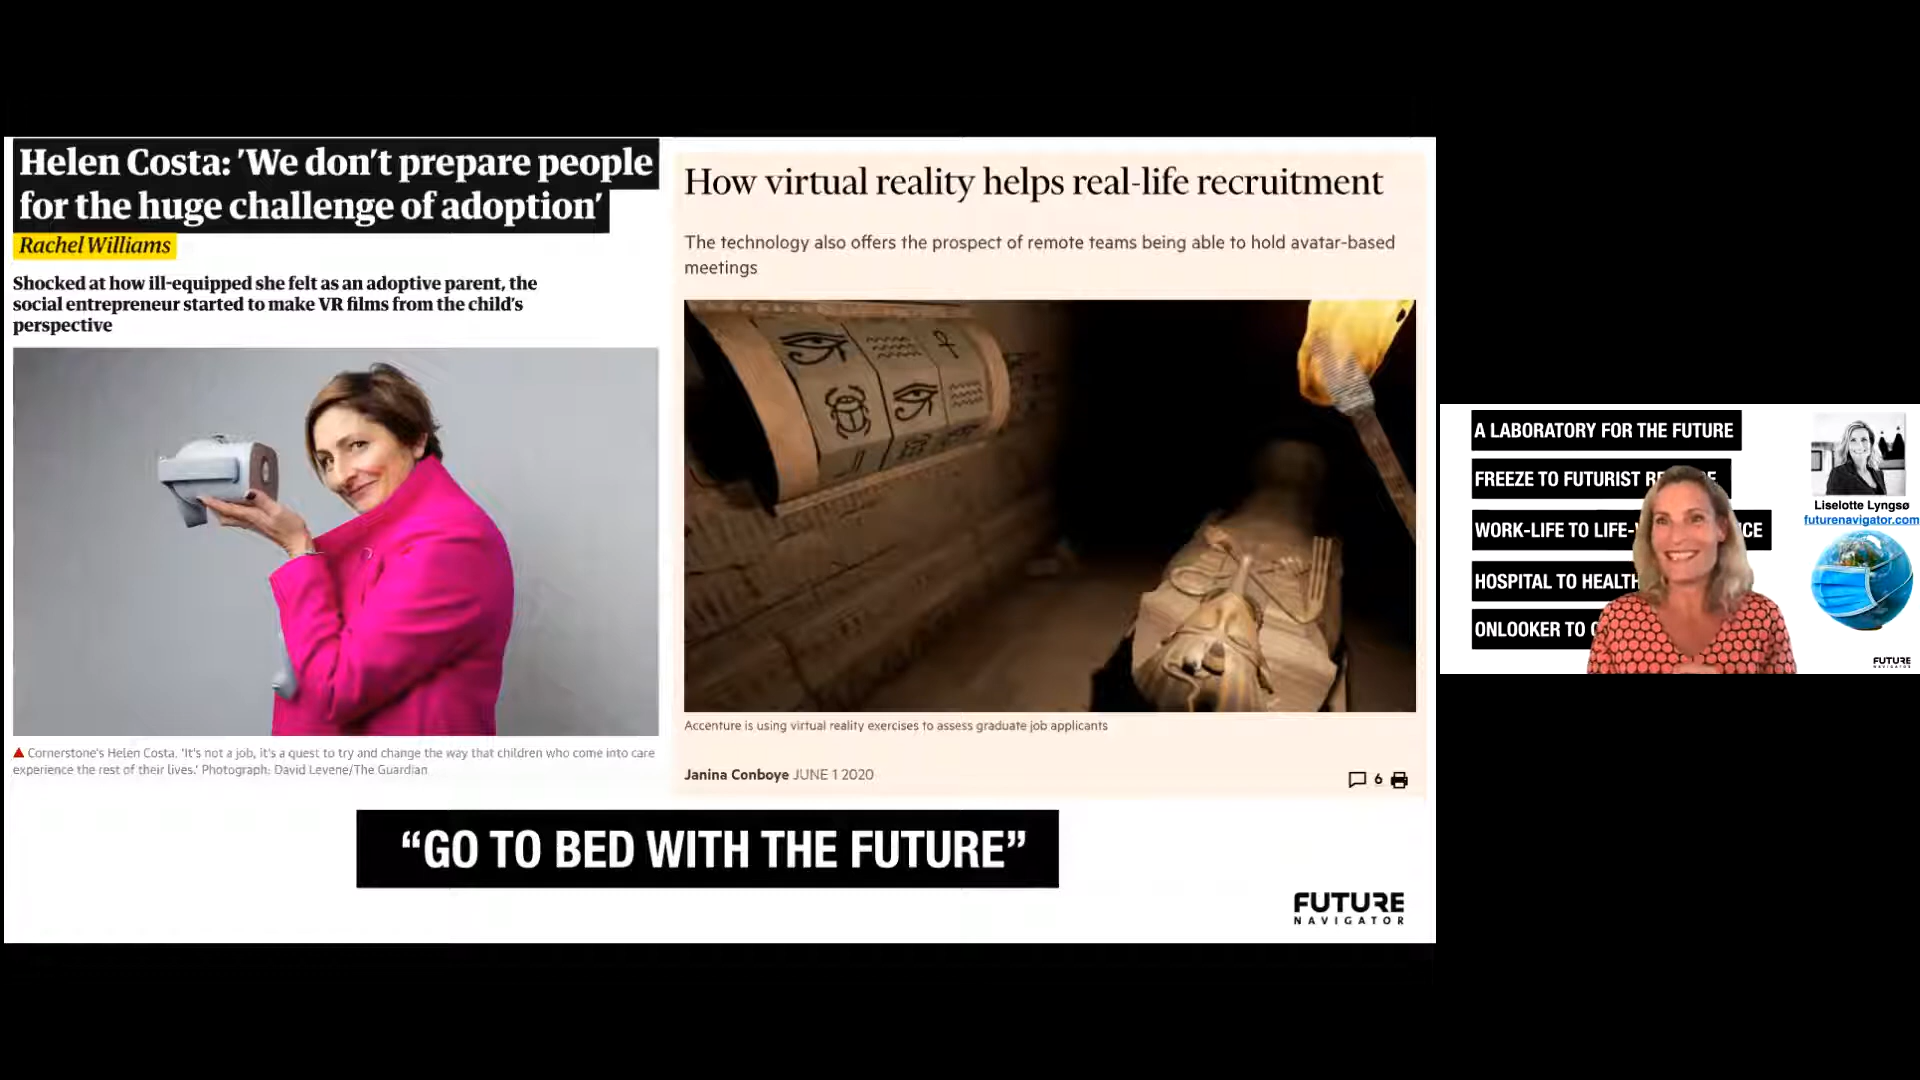 Helen Costa: 'We don't prepare people
for the huge challenge of adoption'
Rachel Williams
Shocked at how ill-equipped she felt as an adoptive parent, the
social entrepreneur started to make VR films from the child's
perspective
Cornerstone's Helen Costa. 'It's not a job, it's a quest to try and change the way that children who come into care
experience the rest of their lives.' Photograph: David Levene/The Guardian
How virtual reality helps real-life recruitment
The technology also offers the prospect of remote teams being able to hold avatar-based
meetings
Accenture is using virtual reality exercises to assess graduate job applicants
Janina Conboye JUNE 1 2020
6
“GO TO BED WITH THE FUTURE”
FUTURE
NAVIGATOR
A LABORATORY FOR THE FUTURE
FREEZE TO FUTURIST
WORK-LIFE TO LIFE-
HOSPITAL TO HEALTH
ONLOOKER TO
Liselotte Lyngsø
futurenavigator.com
FUTURE
NAVIGATOR